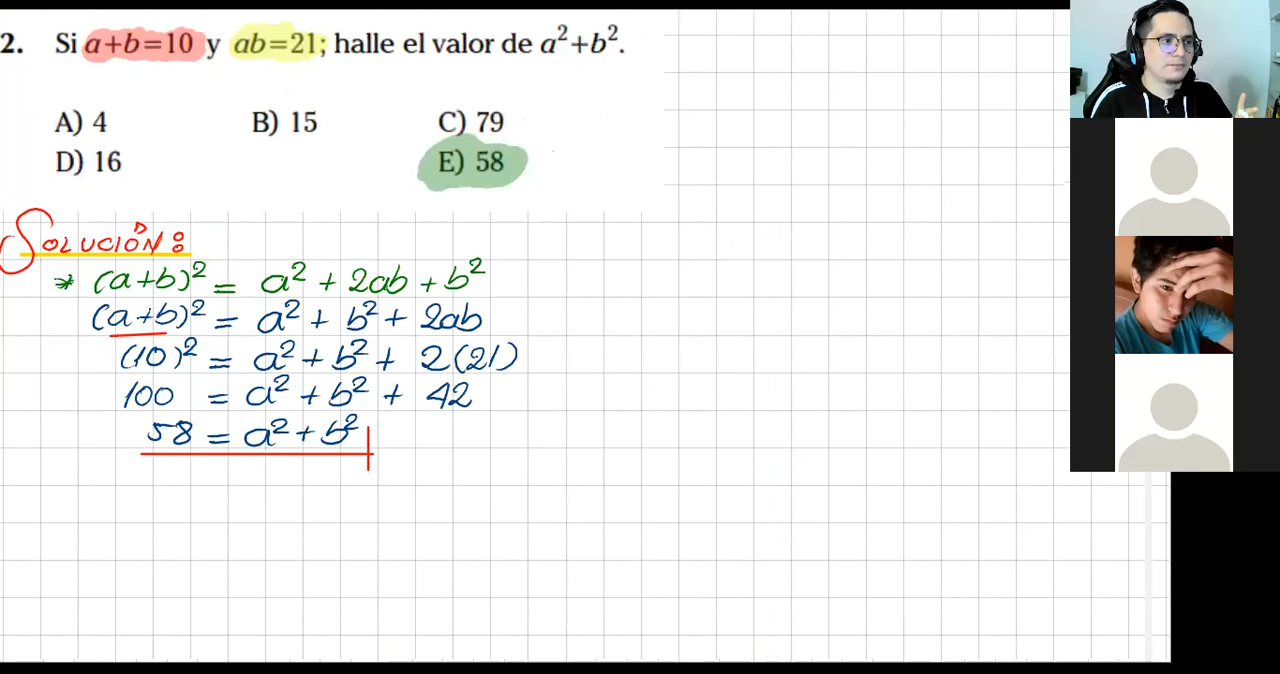 2. Si a+b=10 y ab=21; halle el valor de a²+b².
A) 4 B) 15 C) 79
D) 16 E) 58
SOLUCIÓN:
* (a+b)² = a² + 2ab + b²
(a+b)² = a² + b² + 2ab
(10)² = a² + b² + 2(21)
100 = a² + b² + 42
58 = a² + b²